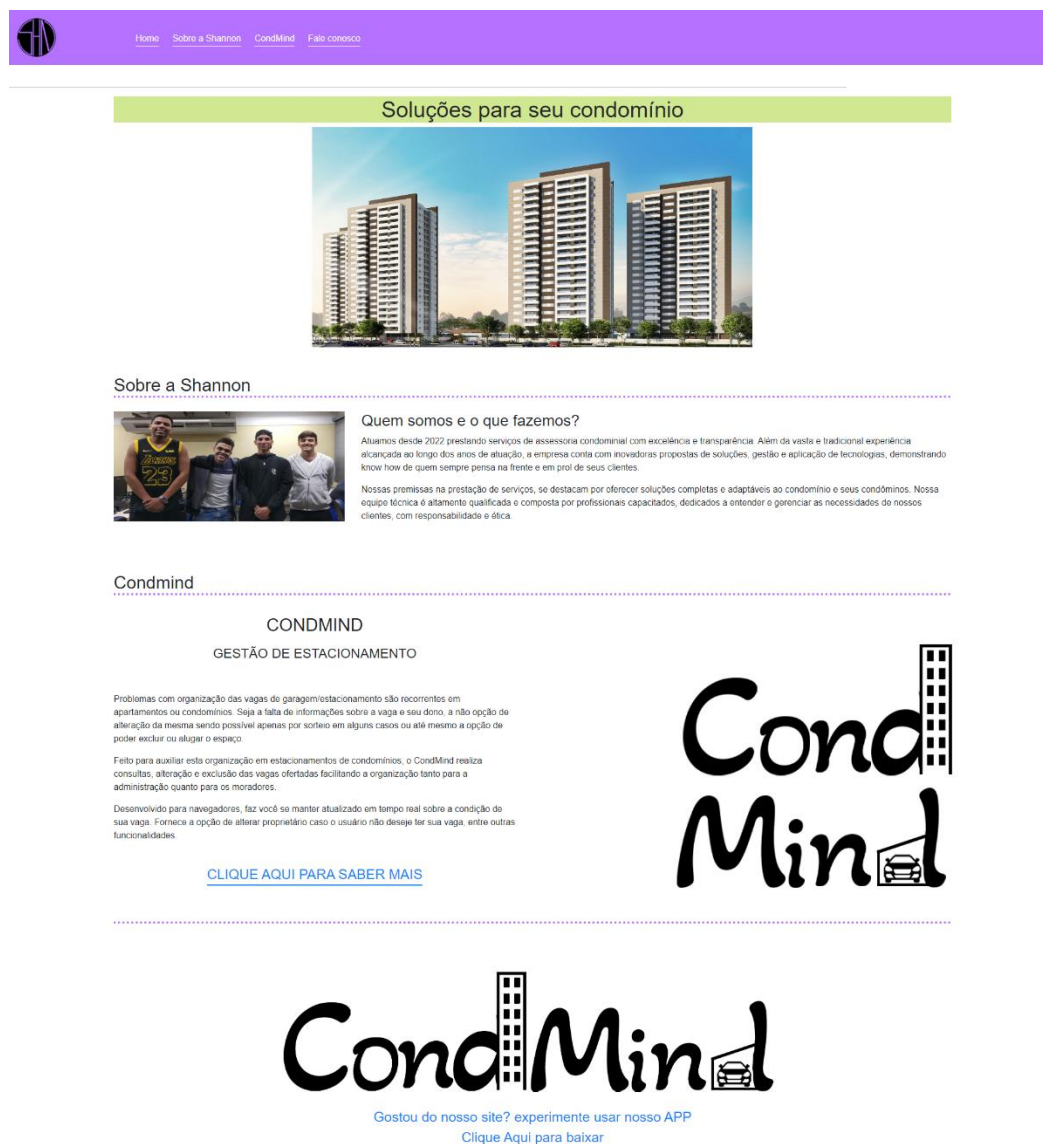 Home Sobre a Shannon CondMind Fale conosco
Soluções para seu condomínio
Sobre a Shannon
23
Quem somos e o que fazemos?
Atuamos desde 2022 prestando serviços de assessoria condominial com excelência e transparência. Além da vasta e tradicional experiência
alcançada ao longo dos anos de atuação, a empresa conta com inovadoras propostas de soluções, gestão e aplicação de tecnologias, demonstrando
know how de quem sempre pensa na frente e em prol de seus clientes.
Nossas premissas na prestação de serviços, se destacam por oferecer soluções completas e adaptáveis ao condomínio e seus condôminos. Nossa
equipe técnica é altamente qualificada e composta por profissionais capacitados, dedicados a entender e gerenciar as necessidades de nossos
clientes, com responsabilidade e ética.
Condmind
CONDMIND
GESTÃO DE ESTACIONAMENTO
Problemas com organização das vagas de garagem/estacionamento são recorrentes em
apartamentos ou condomínios. Seja a falta de informações sobre a vaga e seu dono, a não opção de
alteração da mesma sendo possível apenas por sorteio em alguns casos ou até mesmo a opção de
poder excluir ou alugar o espaço.
Feito para auxiliar esta organização em estacionamentos de condomínios, o CondMind realiza
consultas, alteração e exclusão das vagas ofertadas facilitando a organização tanto para a
administração quanto para os moradores.
Desenvolvido para navegadores, faz você se manter atualizado em tempo real sobre a condição de
sua vaga. Fornece a opção de alterar proprietário caso o usuário não deseje ter sua vaga, entre outras
funcionalidades.
CLIQUE AQUI PARA SABER MAIS
Cond
Mind
CondMind
Gostou do nosso site? experimente usar nosso APP
Clique Aqui para baixar